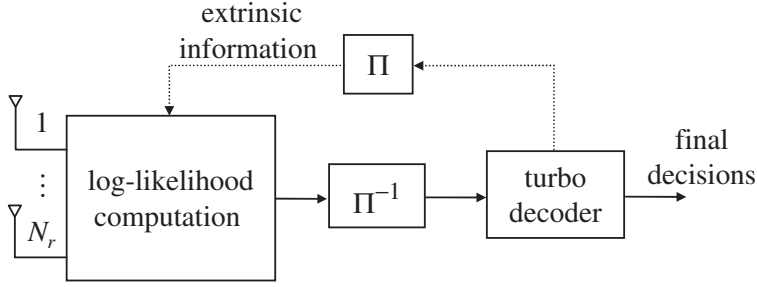 extrinsic
information
Π
1
⋮
N_r
log-likelihood
computation
Π⁻¹
turbo
decoder
final
decisions